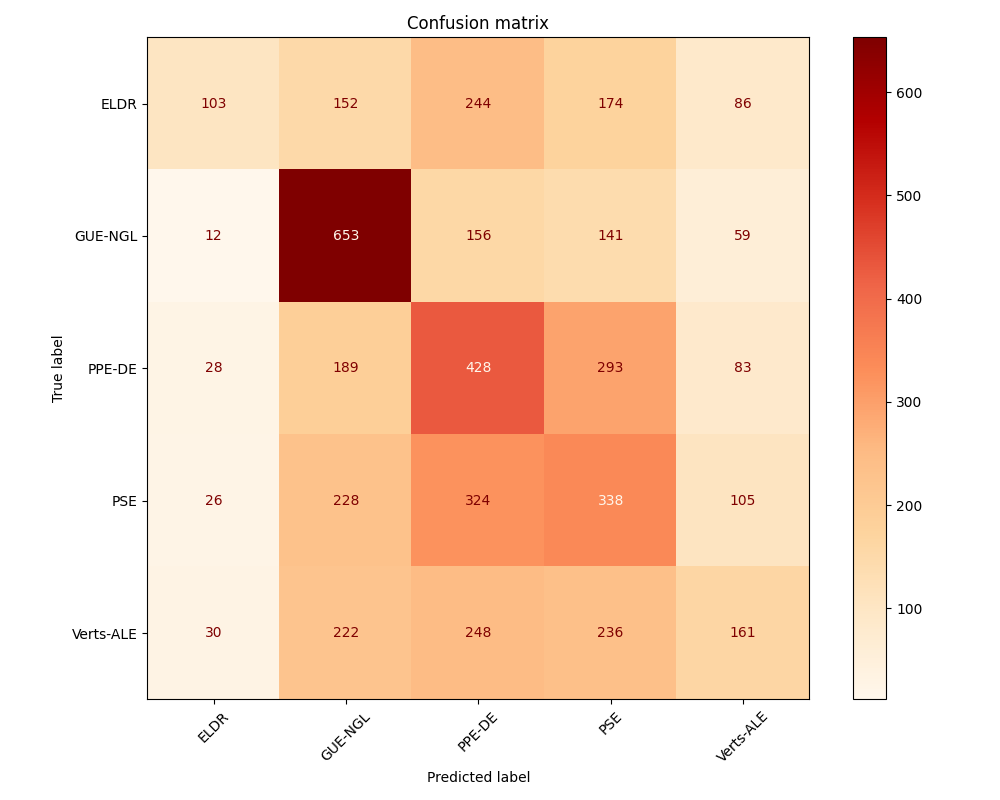 Confusion matrix
ELDR 103 152 244 174 86
GUE-NGL 12 653 156 141 59
PPE-DE 28 189 428 293 83
PSE 26 228 324 338 105
Verts-ALE 30 222 248 236 161
ELDR GUE-NGL PPE-DE PSE Verts-ALE
Predicted label
True label
600
500
400
300
200
100